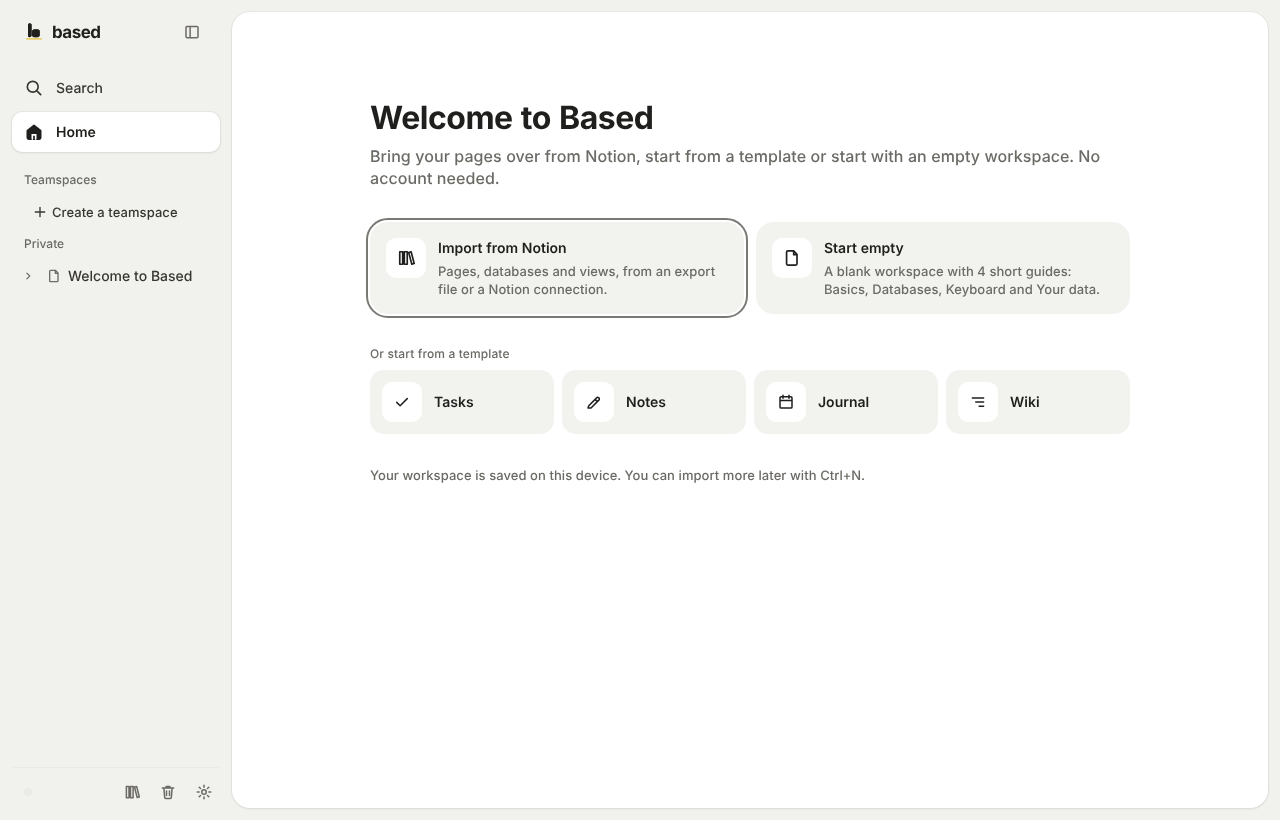 based
Search
Home
Teamspaces
Create a teamspace
Private
Welcome to Based
Welcome to Based
Bring your pages over from Notion, start from a template or start with an empty workspace. No
account needed.
Import from Notion
Pages, databases and views, from an export
file or a Notion connection.
Start empty
A blank workspace with 4 short guides:
Basics, Databases, Keyboard and Your data.
Or start from a template
Tasks
Notes
Journal
Wiki
Your workspace is saved on this device. You can import more later with Ctrl+N.